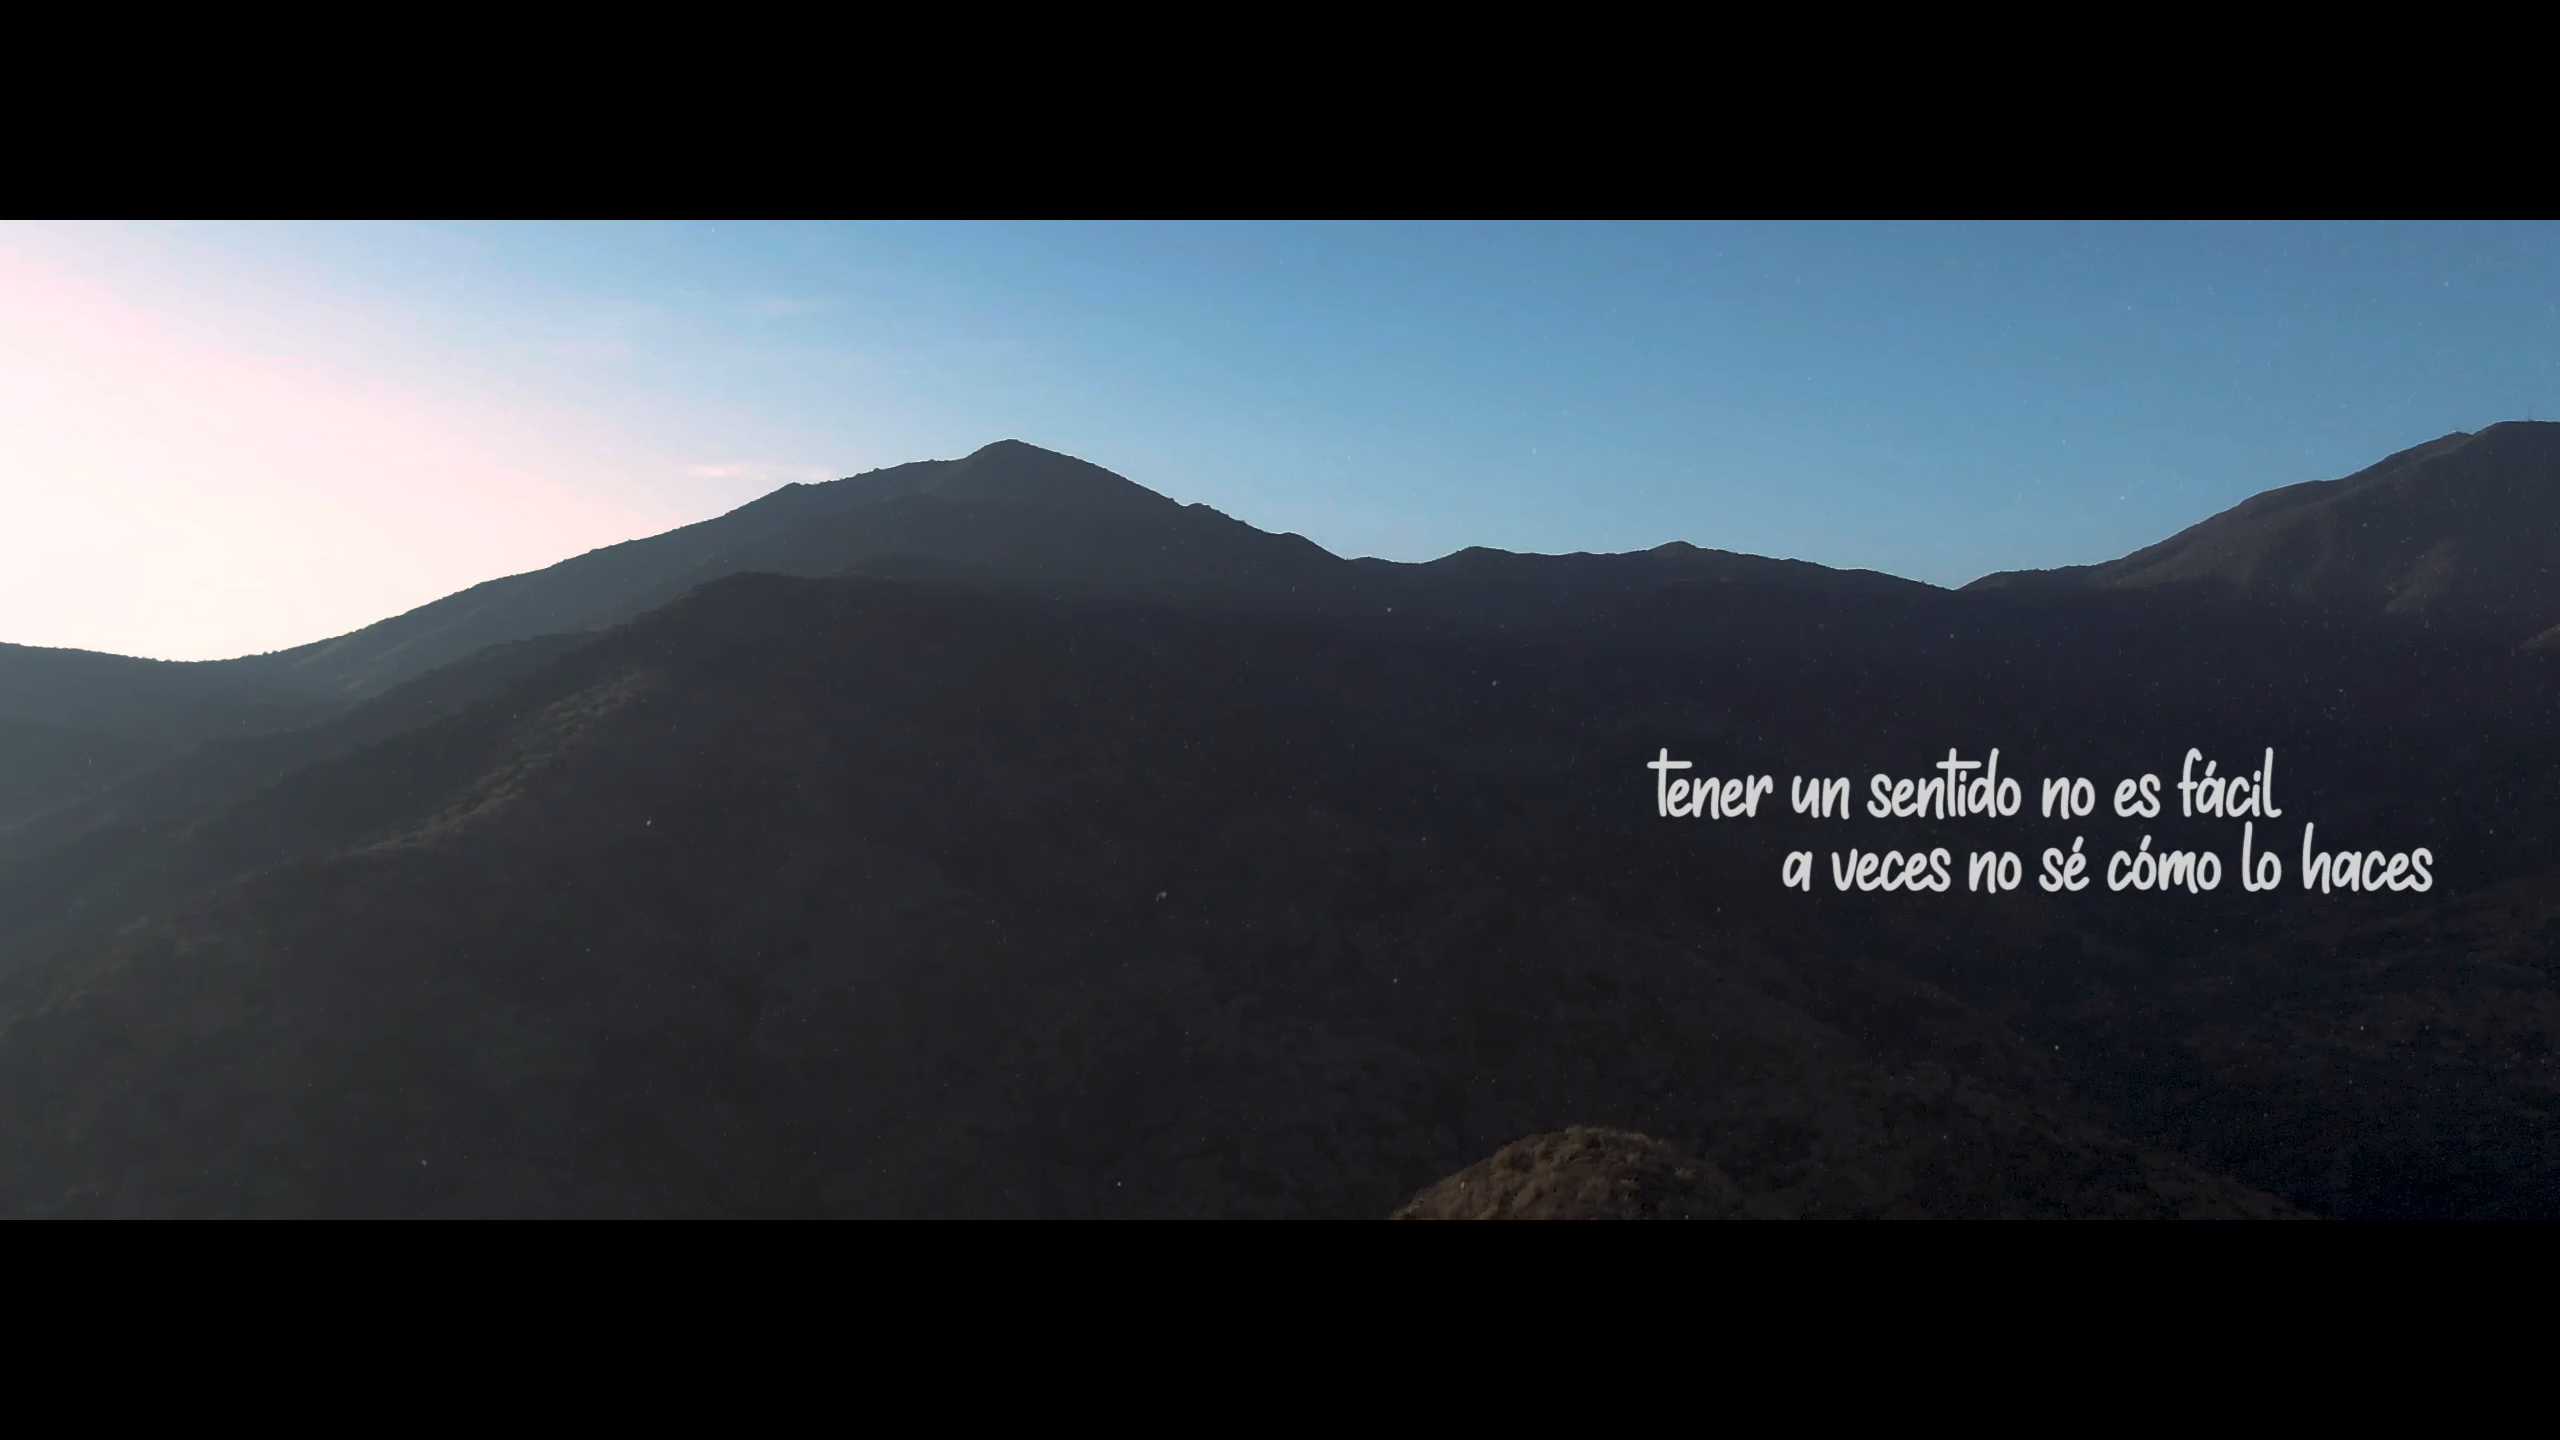 tener un sentido no es fácil
a veces no sé cómo lo haces